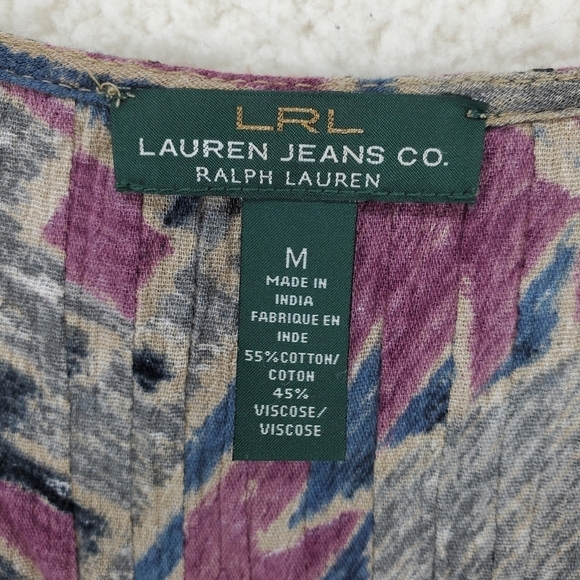 LRL
LAUREN JEANS CO.
RALPH LAUREN
M
MADE IN
INDIA
FABRIQUE EN
INDE
55% COTTON/
COTON
45%
VISCOSE/
VISCOSE